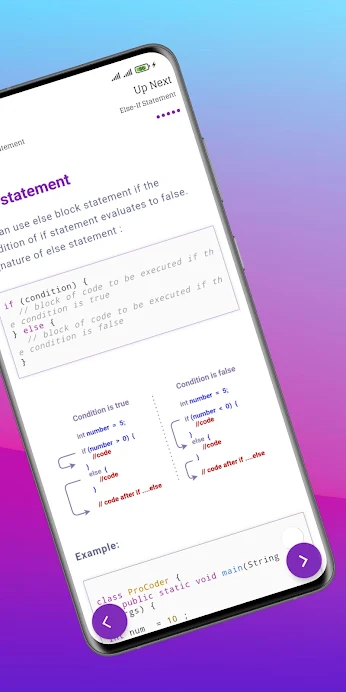 Up Next
Else-If Statement
atement
statement
an use else block statement if the
dition of if statement evaluates to false.
nature of else statement :
if (condition) {
// block of code to be executed if th
e condition is true
} else {
// block of code to be executed if th
e condition is false
}
Condition is true
int number = 5;
if (number > 0) {
//code
}
else {
//code
}
// code after if ....else
Condition is false
int number = 5;
if (number < 0) {
//code
}
else {
//code
}
// code after if ....else
Example:
class ProCoder {
public static void main(String
gs) {
int num = 10 ;